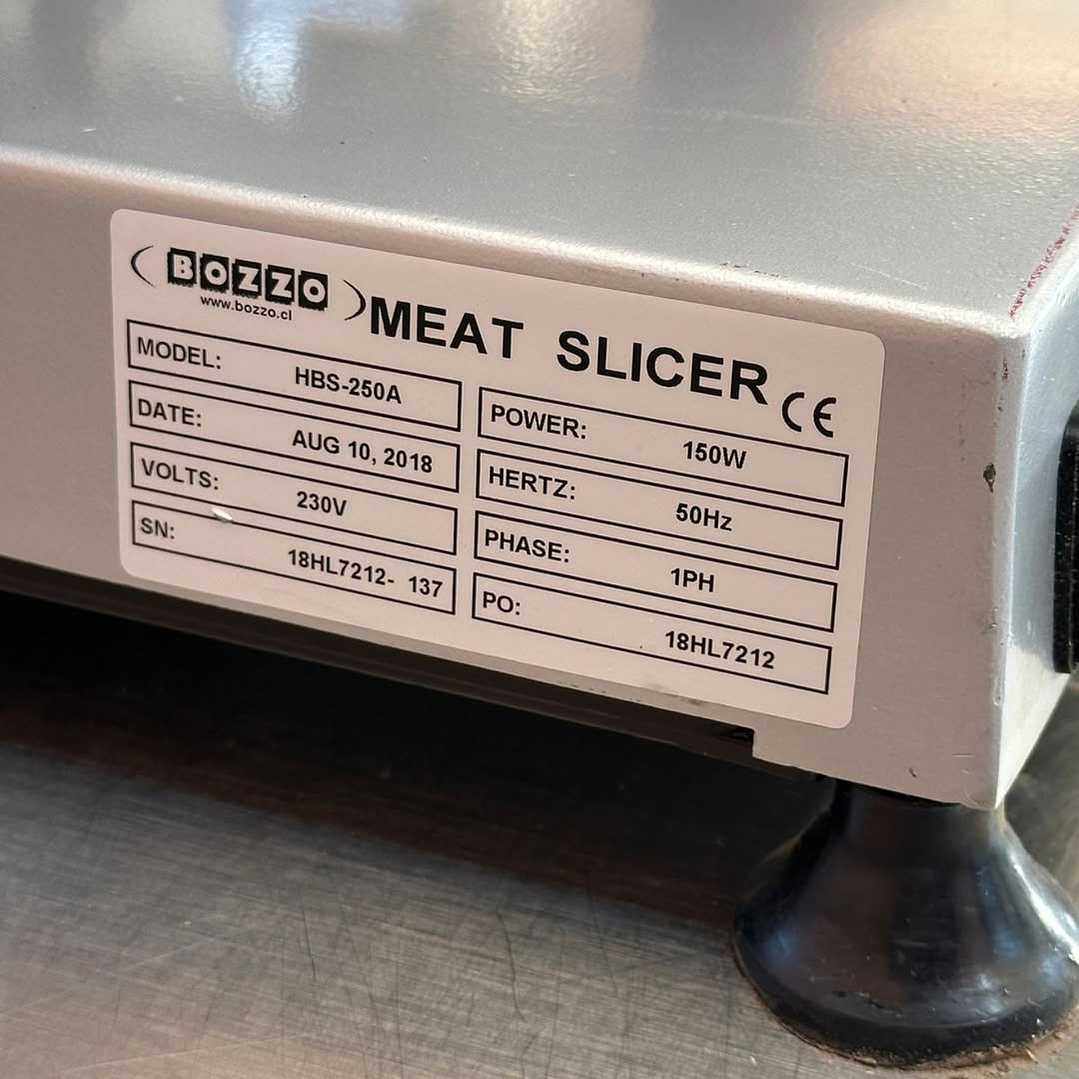 BOZZO
www.bozzo.cl
MEAT SLICER CE
MODEL: HBS-250A
DATE: AUG 10, 2018
VOLTS: 230V
SN: 18HL7212- 137
POWER: 150W
HERTZ: 50Hz
PHASE: 1PH
PO: 18HL7212